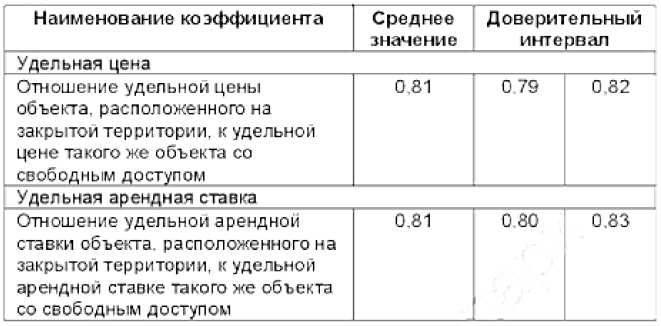 Наименование коэффициента
Среднее значение
Доверительный интервал
Удельная цена
Отношение удельной цены
объекта, расположенного на
закрытой территории, к удельной
цене такого же объекта со
свободным доступом
0,81
0,79
0,82
Удельная арендная ставка
Отношение удельной арендной
ставки объекта, расположенного на
закрытой территории, к удельной
арендной ставке такого же объекта
со свободным доступом
0,81
0,80
0,83